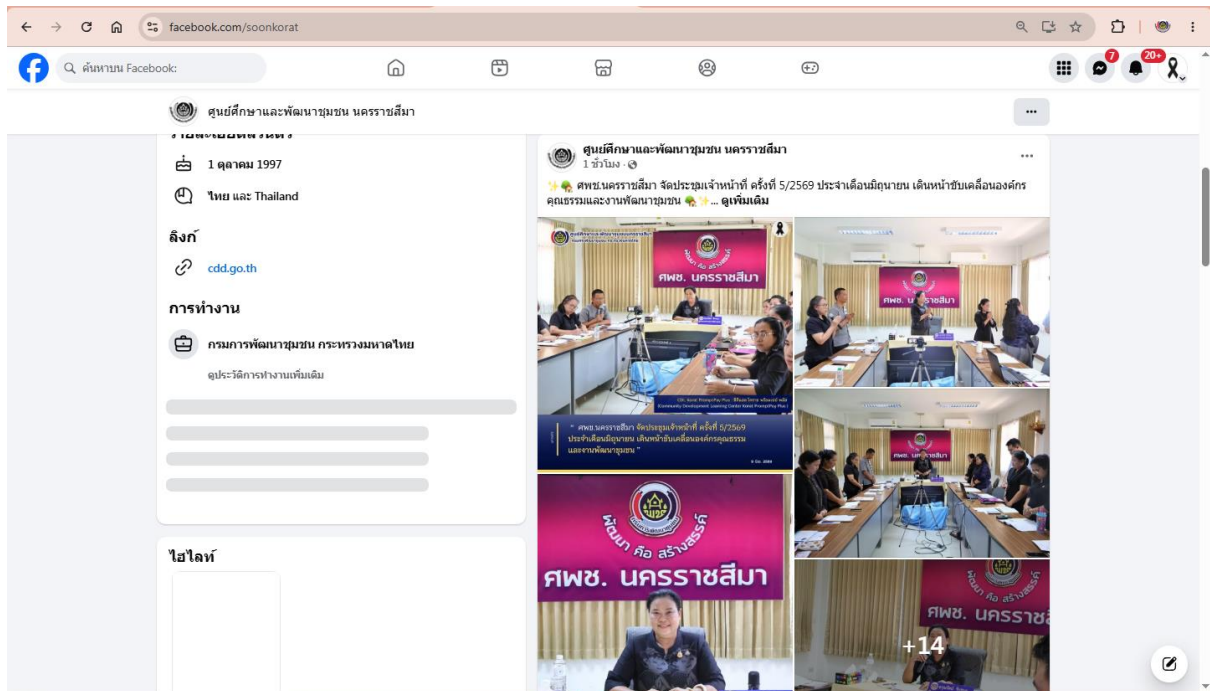 facebook.com/soonkorat
ค้นหาบน Facebook:
7
20+
ศูนย์ศึกษาและพัฒนาชุมชน นครราชสีมา
1 ตุลาคม 1997
ไทย และ Thailand
ลิงก์
cdd.go.th
การทำงาน
กรมการพัฒนาชุมชน กระทรวงมหาดไทย
ดูประวัติการทำงานเพิ่มเติม
ไฮไลท์
ศูนย์ศึกษาและพัฒนาชุมชน นครราชสีมา
1 ชั่วโมง ·
ศพช.นครราชสีมา จัดประชุมเจ้าหน้าที่ ครั้งที่ 5/2569 ประจำเดือนมิถุนายน เดินหน้าขับเคลื่อนองค์กร
คุณธรรมและงานพัฒนาชุมชน ... ดูเพิ่มเติม
พัฒนา คือ สร้างสรรค์
ศพช. นครราชสีมา
" ศพช.นครราชสีมา จัดประชุมเจ้าหน้าที่ ครั้งที่ 5/2569
ประจำเดือนมิถุนายน เดินหน้าขับเคลื่อนองค์กรคุณธรรม
และงานพัฒนาชุมชน "
พัฒนา คือ สร้างสรรค์
ศพช. นครราชสีมา
ศพช. นครราชสีมา
+14